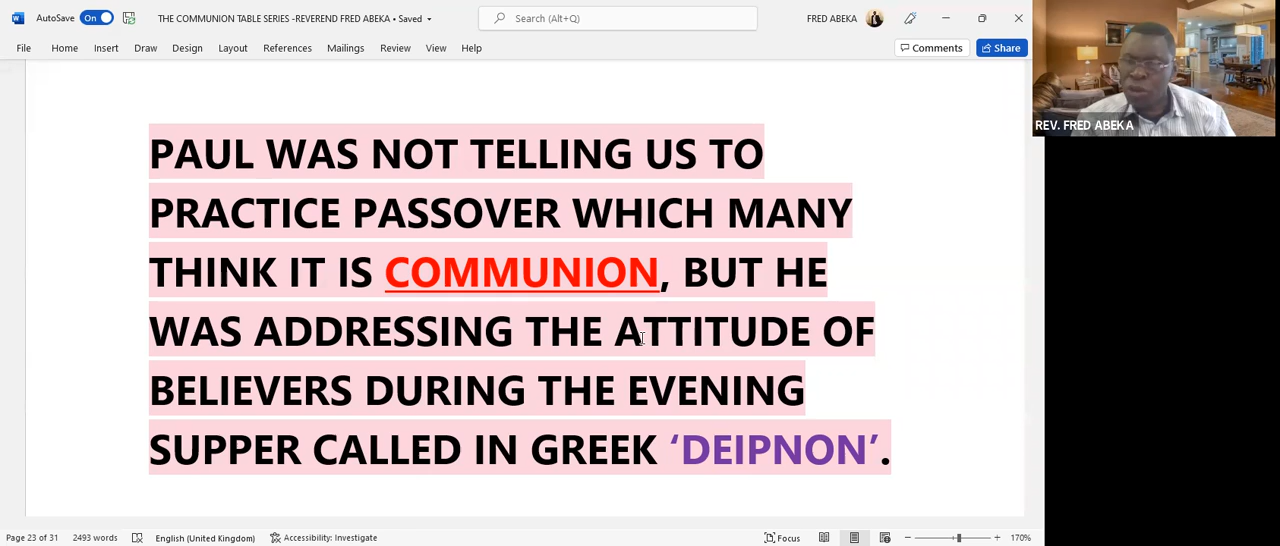 AutoSave On THE COMMUNION TABLE SERIES -REVEREND FRED ABEKA • Saved Search (Alt+Q) FRED ABEKA
File Home Insert Draw Design Layout References Mailings Review View Help Comments Share
REV. FRED ABEKA
PAUL WAS NOT TELLING US TO
PRACTICE PASSOVER WHICH MANY
THINK IT IS COMMUNION, BUT HE
WAS ADDRESSING THE ATTITUDE OF
BELIEVERS DURING THE EVENING
SUPPER CALLED IN GREEK ‘DEIPNON’.
Page 23 of 31 2493 words English (United Kingdom) Accessibility: Investigate Focus 170%